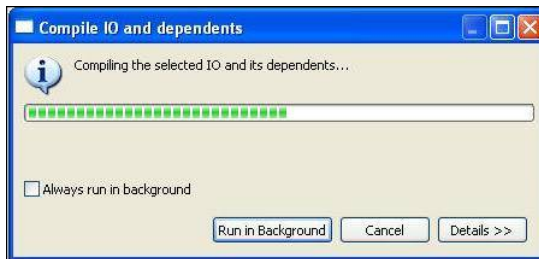 Compile IO and dependents
Compiling the selected IO and its dependents...
Always run in background
Run in Background
Cancel
Details >>